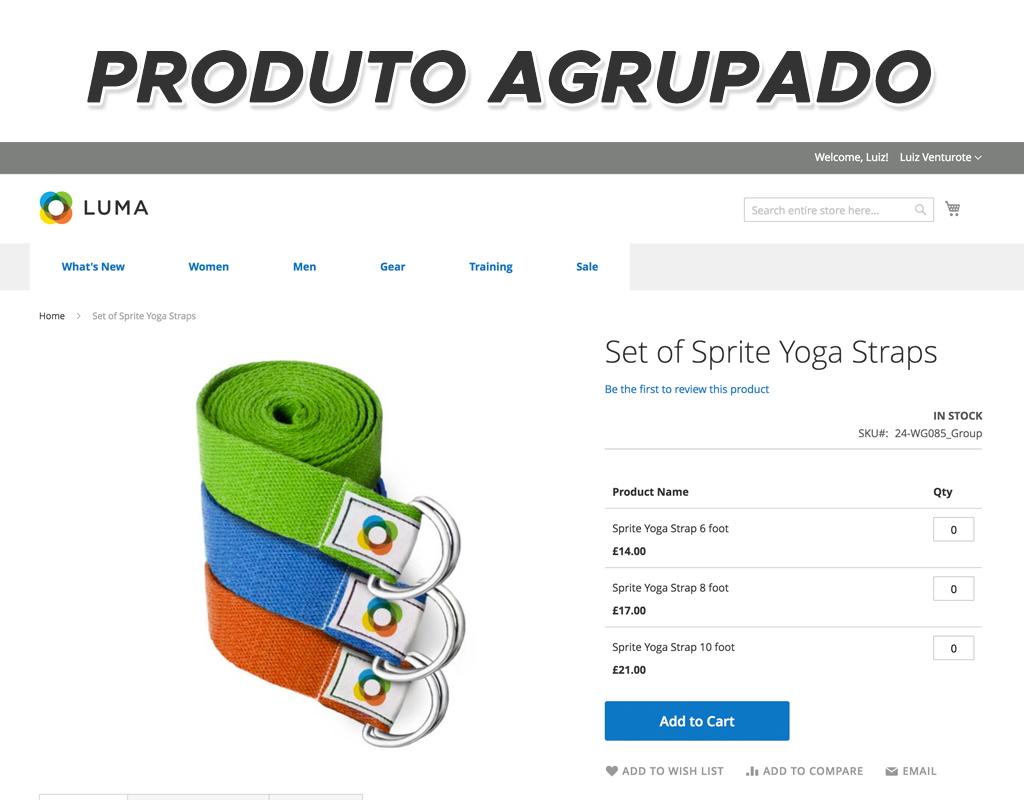 PRODUTO AGRUPADO
Welcome, Luiz! Luiz Venturote
LUMA
Search entire store here...
What's New Women Men Gear Training Sale
Home > Set of Sprite Yoga Straps
Set of Sprite Yoga Straps
Be the first to review this product
IN STOCK
SKU#: 24-WG085_Group
Product Name Qty
Sprite Yoga Strap 6 foot 0
£14.00
Sprite Yoga Strap 8 foot 0
£17.00
Sprite Yoga Strap 10 foot 0
£21.00
Add to Cart
ADD TO WISH LIST ADD TO COMPARE EMAIL